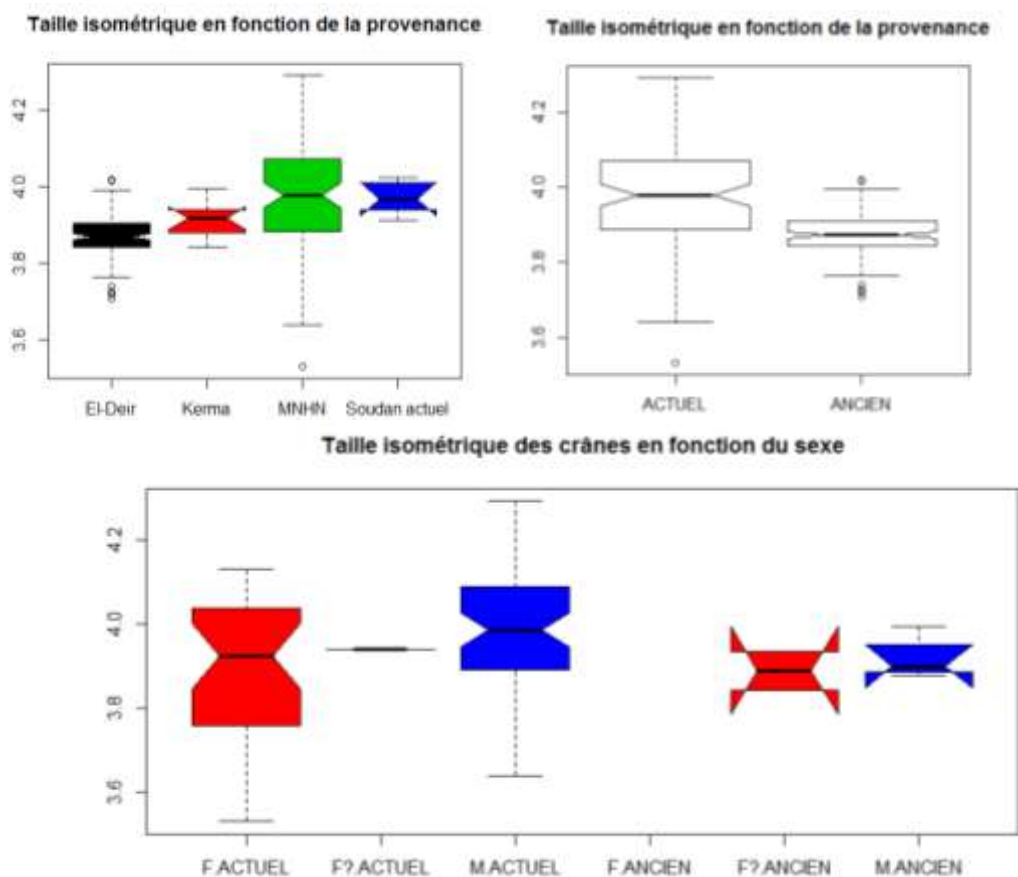 Taille isométrique en fonction de la provenance
4.2
4.0
3.8
3.6
El-Deir Kerma MNHN Soudan actuel
Taille isométrique en fonction de la provenance
4.2
4.0
3.8
3.6
ACTUEL ANCIEN
Taille isométrique des crânes en fonction du sexe
4.2
4.0
3.8
3.6
F.ACTUEL F?.ACTUEL M.ACTUEL F.ANCIEN F?.ANCIEN M.ANCIEN